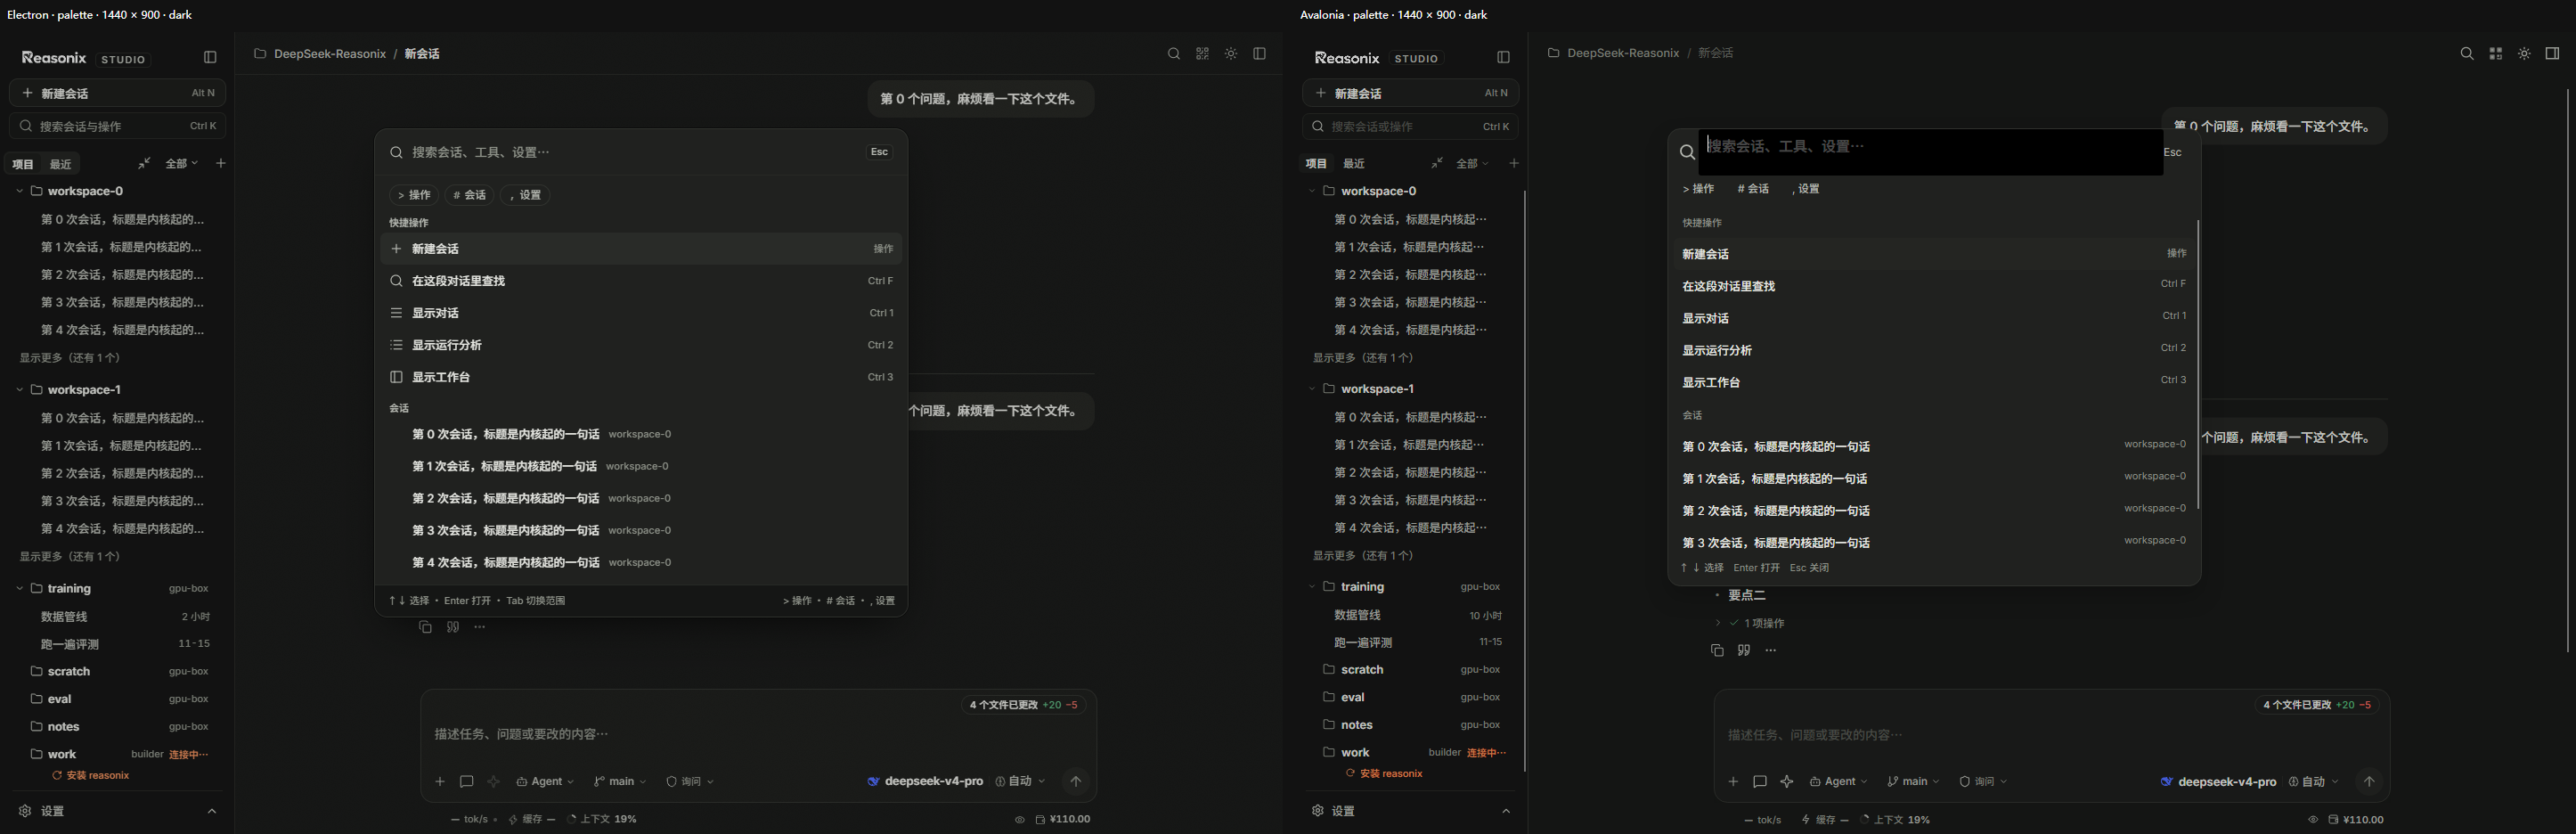 Electron · palette · 1440 × 900 · dark
Reasonix STUDIO
新建会话 Alt N
搜索会话与操作 Ctrl K
项目 最近 全部
workspace-0
第 0 次会话，标题是内核起的...
第 1 次会话，标题是内核起的...
第 2 次会话，标题是内核起的...
第 3 次会话，标题是内核起的...
第 4 次会话，标题是内核起的...
显示更多（还有 1 个）
workspace-1
第 0 次会话，标题是内核起的...
第 1 次会话，标题是内核起的...
第 2 次会话，标题是内核起的...
第 3 次会话，标题是内核起的...
第 4 次会话，标题是内核起的...
显示更多（还有 1 个）
training gpu-box
数据管线 2 小时
跑一遍评测 11-15
scratch gpu-box
eval gpu-box
notes gpu-box
work builder 连接中…
安装 reasonix
设置
DeepSeek-Reasonix / 新会话
第 0 个问题，麻烦看一下这个文件。
搜索会话、工具、设置… Esc
> 操作 # 会话 , 设置
快捷操作
新建会话 操作
在这段对话里查找 Ctrl F
显示对话 Ctrl 1
显示运行分析 Ctrl 2
显示工作台 Ctrl 3
会话
第 0 次会话，标题是内核起的一句话 workspace-0
第 1 次会话，标题是内核起的一句话 workspace-0
第 2 次会话，标题是内核起的一句话 workspace-0
第 3 次会话，标题是内核起的一句话 workspace-0
第 4 次会话，标题是内核起的一句话 workspace-0
↑↓ 选择 · Enter 打开 · Tab 切换范围 > 操作 · # 会话 · , 设置
个问题，麻烦看一下这个文件。
4 个文件已更改 +20 −5
描述任务、问题或要改的内容…
Agent main 询问 deepseek-v4-pro 自动
— tok/s 缓存 — 上下文 19% ¥110.00
Avalonia · palette · 1440 × 900 · dark
Reasonix STUDIO
新建会话 Alt N
搜索会话或操作 Ctrl K
项目 最近 全部
workspace-0
第 0 次会话，标题是内核起…
第 1 次会话，标题是内核起…
第 2 次会话，标题是内核起…
第 3 次会话，标题是内核起…
第 4 次会话，标题是内核起…
显示更多（还有 1 个）
workspace-1
第 0 次会话，标题是内核起…
第 1 次会话，标题是内核起…
第 2 次会话，标题是内核起…
第 3 次会话，标题是内核起…
第 4 次会话，标题是内核起…
显示更多（还有 1 个）
training gpu-box
数据管线 10 小时
跑一遍评测 11-15
scratch gpu-box
eval gpu-box
notes gpu-box
work builder 连接中…
安装 reasonix
设置
DeepSeek-Reasonix / 新会话
第 0 个问题，麻烦看一下这个文件。
搜索会话、工具、设置… Esc
> 操作 # 会话 , 设置
快捷操作
新建会话 操作
在这段对话里查找 Ctrl F
显示对话 Ctrl 1
显示运行分析 Ctrl 2
显示工作台 Ctrl 3
会话
第 0 次会话，标题是内核起的一句话 workspace-0
第 1 次会话，标题是内核起的一句话 workspace-0
第 2 次会话，标题是内核起的一句话 workspace-0
第 3 次会话，标题是内核起的一句话 workspace-0
↑ ↓ 选择 Enter 打开 Esc 关闭
个问题，麻烦看一下这个文件。
• 要点二
1 项操作
4 个文件已更改 +20 −5
描述任务、问题或要改的内容…
Agent main 询问 deepseek-v4-pro 自动
— tok/s 缓存 — 上下文 19% ¥110.00